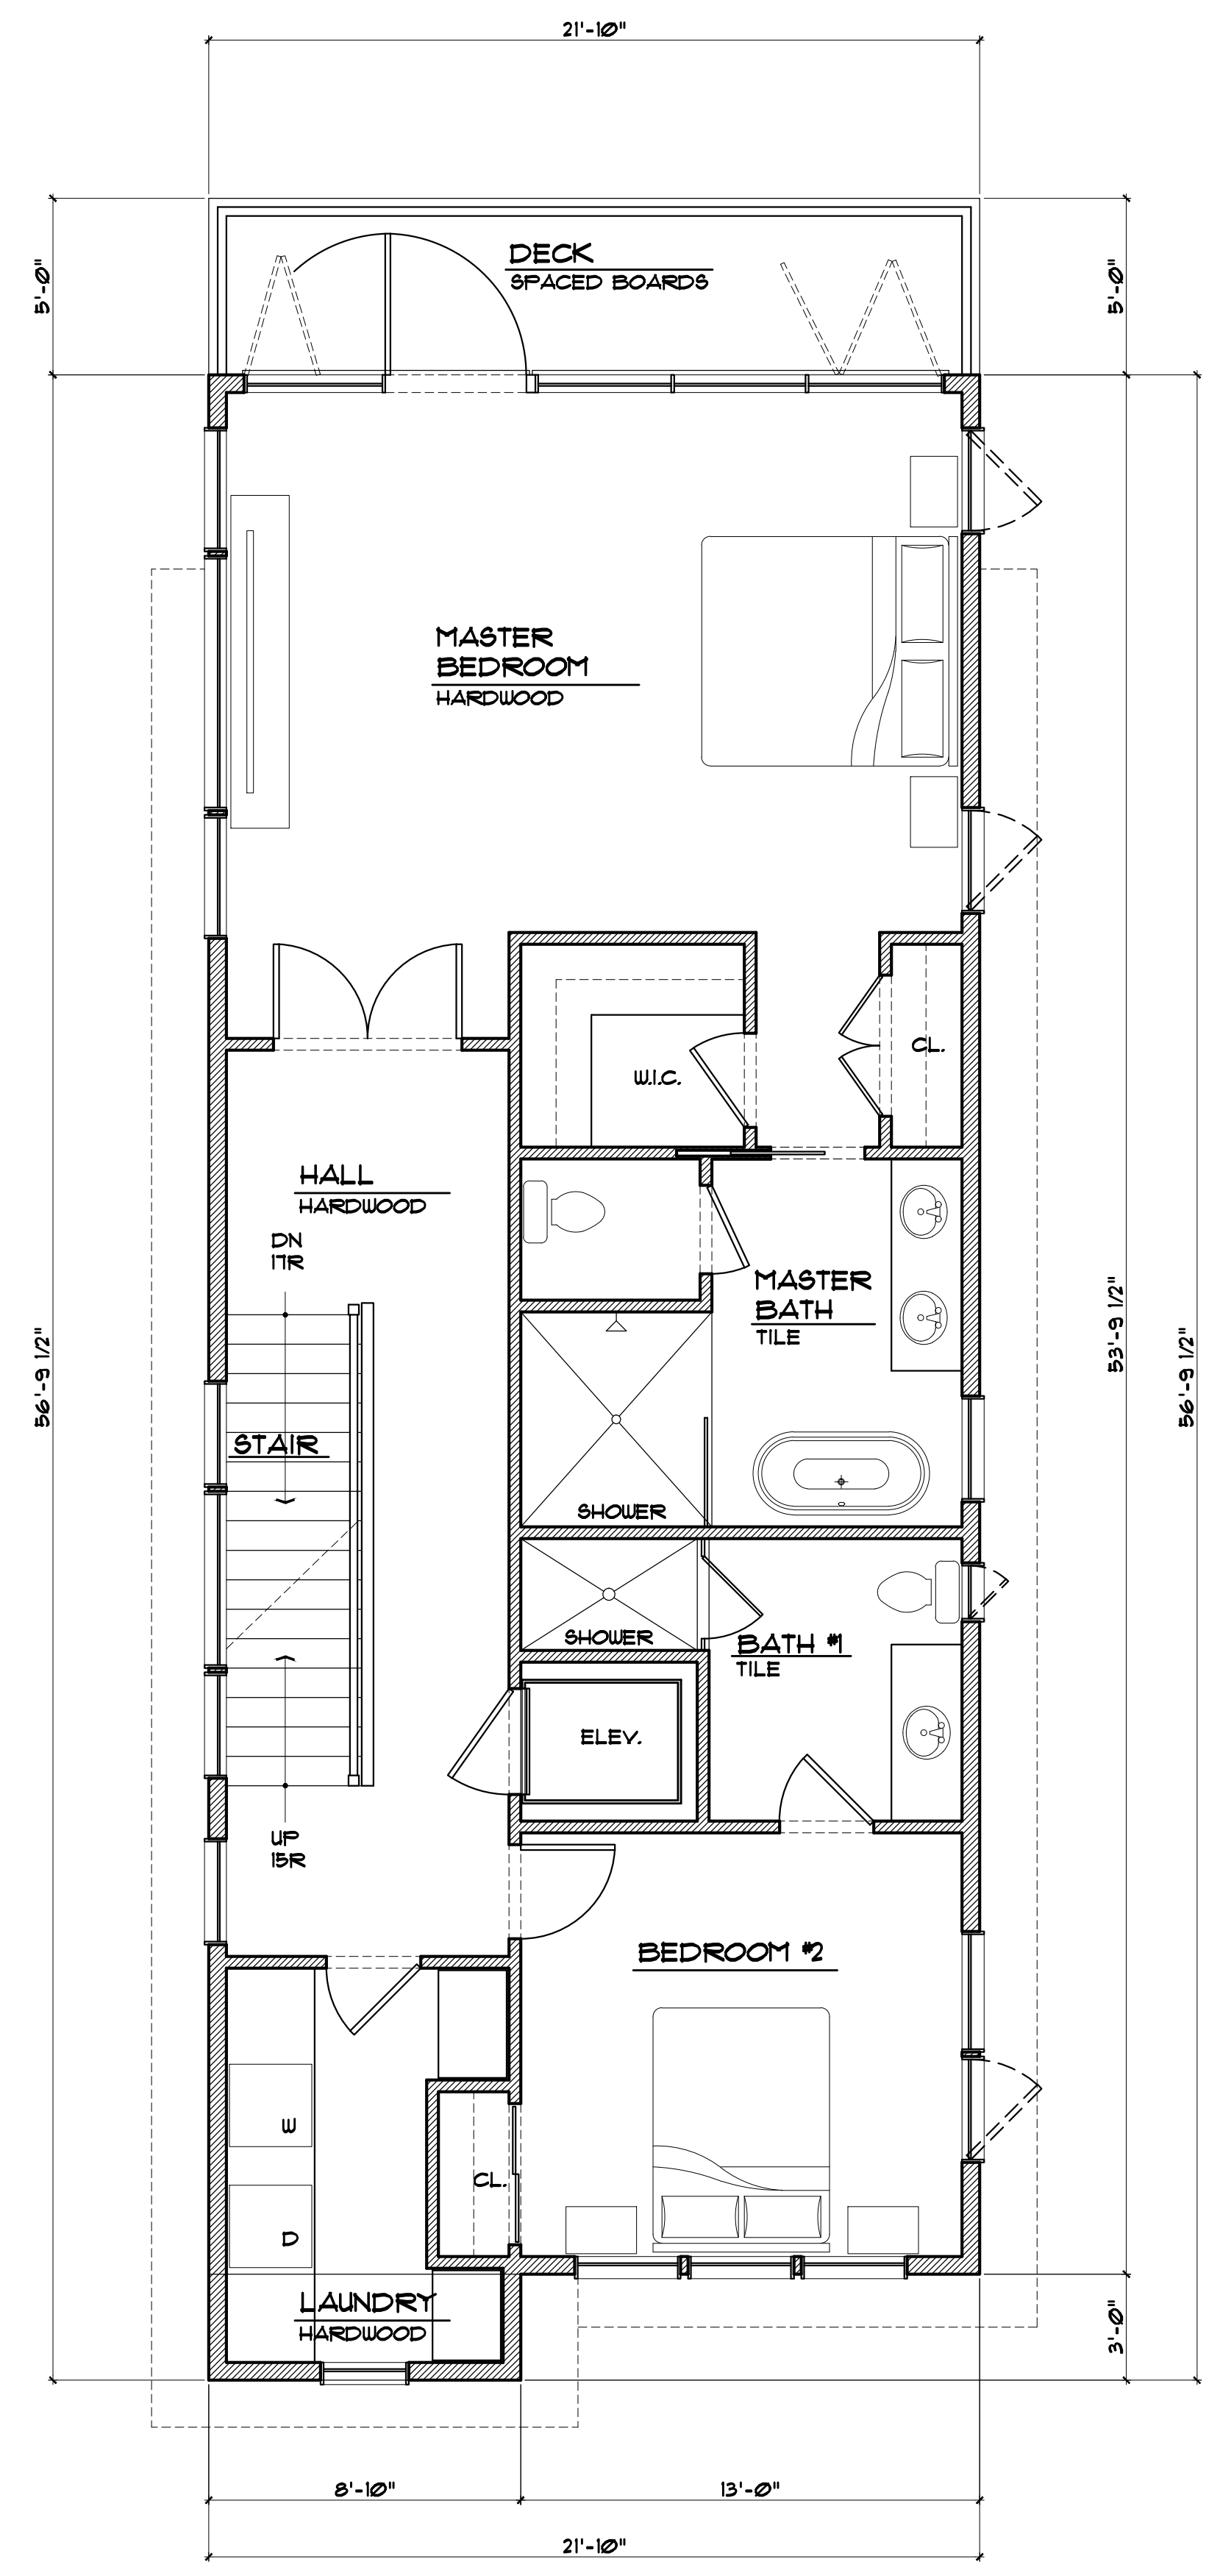 21'-10"
5'-0"
5'-0"
DECK
SPACED BOARDS
MASTER
BEDROOM
HARDWOOD
CL.
W.I.C.
HALL
HARDWOOD
DN
17R
MASTER
BATH
TILE
56'-9 1/2"
53'-9 1/2"
56'-9 1/2"
STAIR
SHOWER
SHOWER
BATH #1
TILE
ELEV.
UP
15R
BEDROOM #2
W
CL.
D
LAUNDRY
HARDWOOD
3'-0"
8'-10"
13'-0"
21'-10"